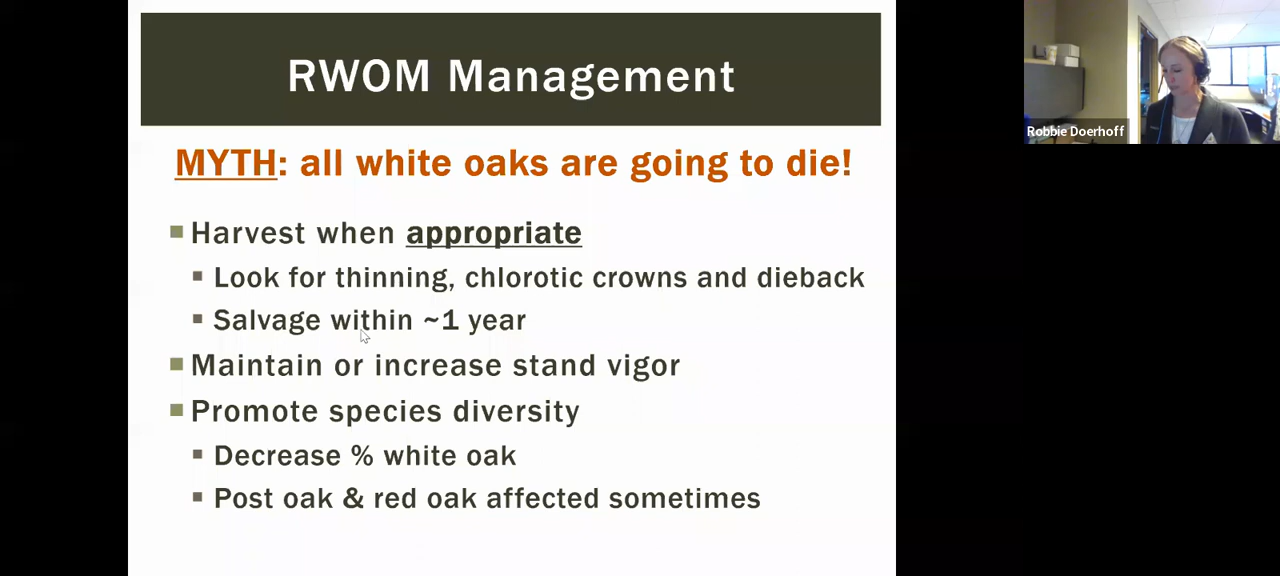 RWOM Management
MYTH: all white oaks are going to die!
Harvest when appropriate
Look for thinning, chlorotic crowns and dieback
Salvage within ~1 year
Maintain or increase stand vigor
Promote species diversity
Decrease % white oak
Post oak & red oak affected sometimes
Robbie Doerhoff